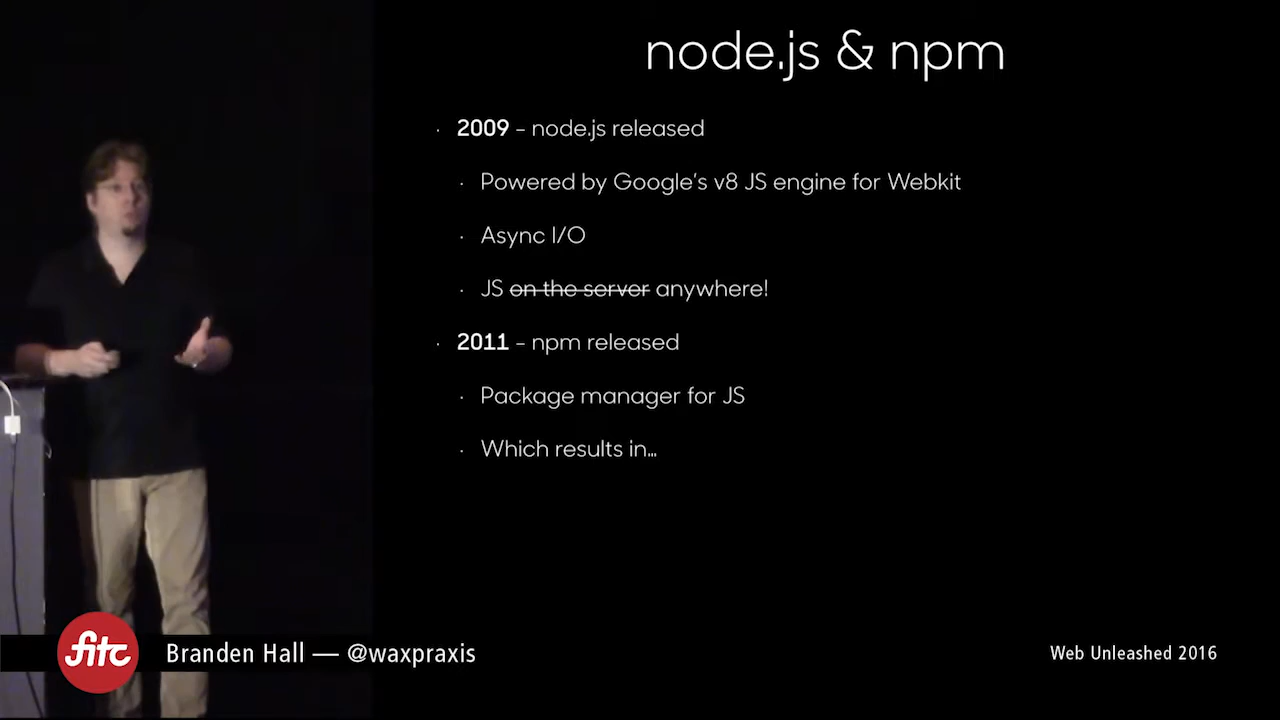 node.js & npm
2009 - node.js released
Powered by Google's v8 JS engine for Webkit
Async I/O
JS on the server anywhere!
2011 - npm released
Package manager for JS
Which results in...
fitc
Branden Hall — @waxpraxis
Web Unleashed 2016